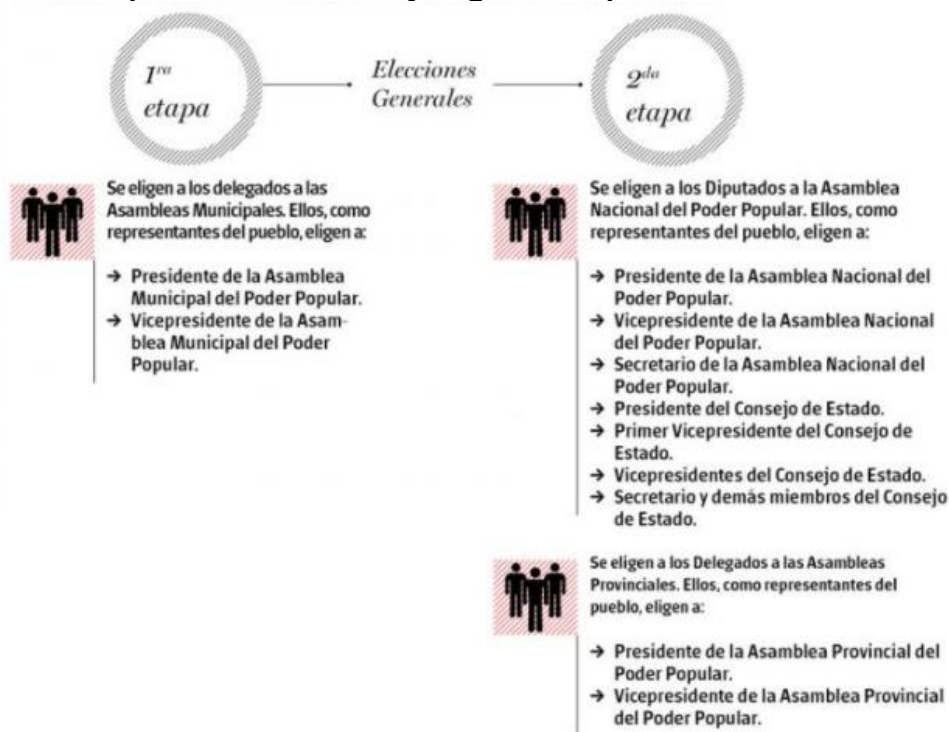 1ra
etapa
Elecciones
Generales
2da
etapa
Se eligen a los delegados a las
Asambleas Municipales. Ellos, como
representantes del pueblo, eligen a:
→ Presidente de la Asamblea
Municipal del Poder Popular.
→ Vicepresidente de la Asam-
blea Municipal del Poder
Popular.
Se eligen a los Diputados a la Asamblea
Nacional del Poder Popular. Ellos, como
representantes del pueblo, eligen a:
→ Presidente de la Asamblea Nacional del
Poder Popular.
→ Vicepresidente de la Asamblea Nacional
del Poder Popular.
→ Secretario de la Asamblea Nacional del
Poder Popular.
→ Presidente del Consejo de Estado.
→ Primer Vicepresidente del Consejo de
Estado.
→ Vicepresidentes del Consejo de Estado.
→ Secretario y demás miembros del Consejo
de Estado.
Se eligen a los Delegados a las Asambleas
Provinciales. Ellos, como representantes del
pueblo, eligen a:
→ Presidente de la Asamblea Provincial del
Poder Popular.
→ Vicepresidente de la Asamblea Provincial
del Poder Popular.